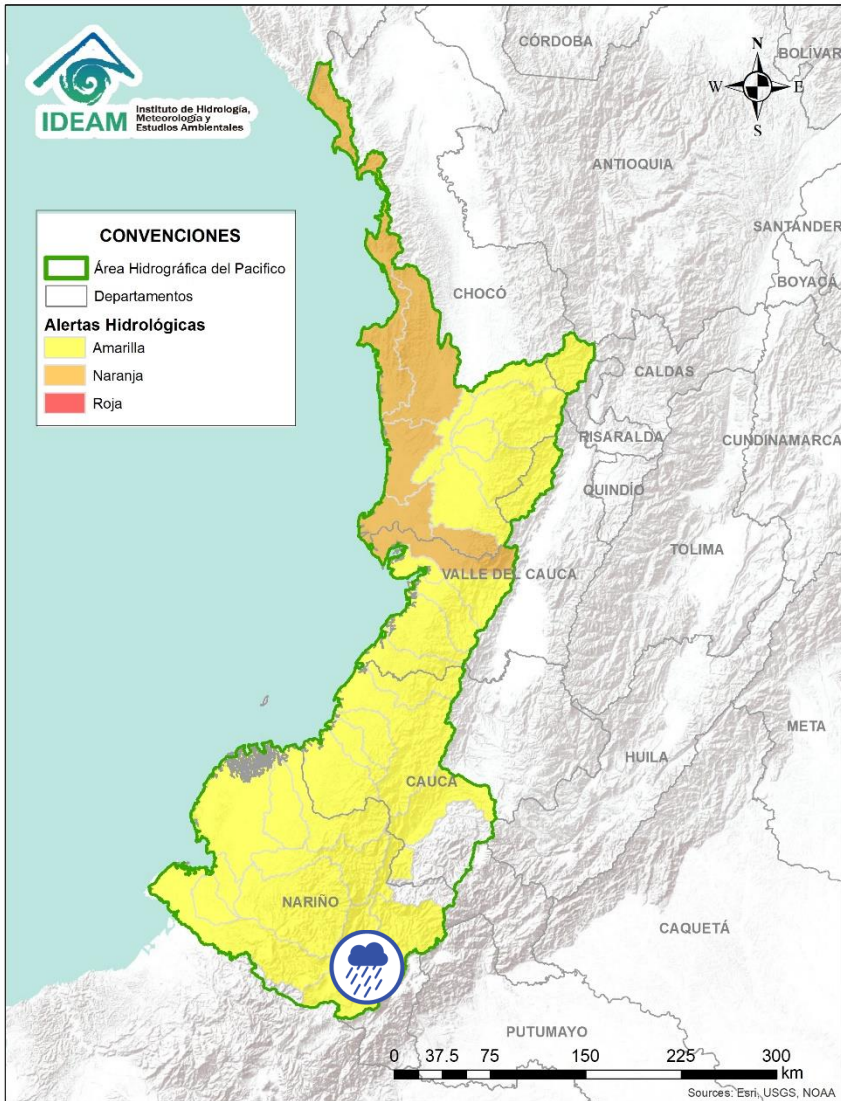 IDEAM
Instituto de Hidrología,
Meteorología y
Estudios Ambientales
N
W
E
S
CÓRDOBA
BOLÍVAR
ANTIOQUIA
SANTANDER
BOYACÁ
CHOCÓ
CONVENCIONES
Área Hidrográfica del Pacifico
Departamentos
Alertas Hidrológicas
Amarilla
Naranja
Roja
CALDAS
RISARALDA
CUNDINAMARCA
QUINDÍO
TOLIMA
VALLE DEL CAUCA
META
HUILA
CAUCA
NARIÑO
CAQUETÁ
PUTUMAYO
0 37.5 75 150 225 300
km
Sources: Esri, USGS, NOAA